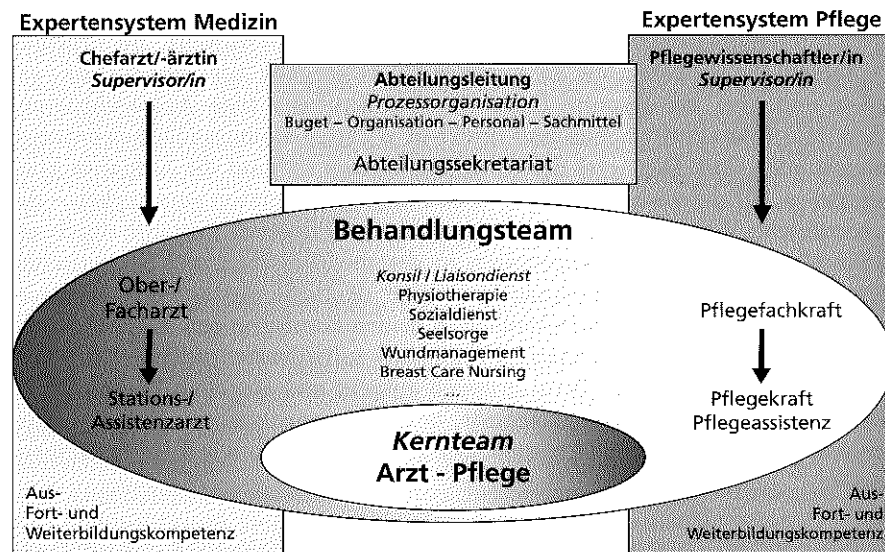 Expertensystem Medizin
Chefarzt/-ärztin
Supervisor/in
Abteilungsleitung
Prozessorganisation
Buget – Organisation – Personal – Sachmittel
Abteilungssekretariat
Expertensystem Pflege
Pflegewissenschaftler/in
Supervisor/in
Behandlungsteam
Ober-/
Facharzt
Stations-/
Assistenzarzt
Konsil / Liaisondienst
Physiotherapie
Sozialdienst
Seelsorge
Wundmanagement
Breast Care Nursing
...
Pflegefachkraft
Pflegekraft
Pflegeassistenz
Kernteam
Arzt - Pflege
Aus-
Fort- und
Weiterbildungskompetenz
Aus-
Fort- und
Weiterbildungskompetenz